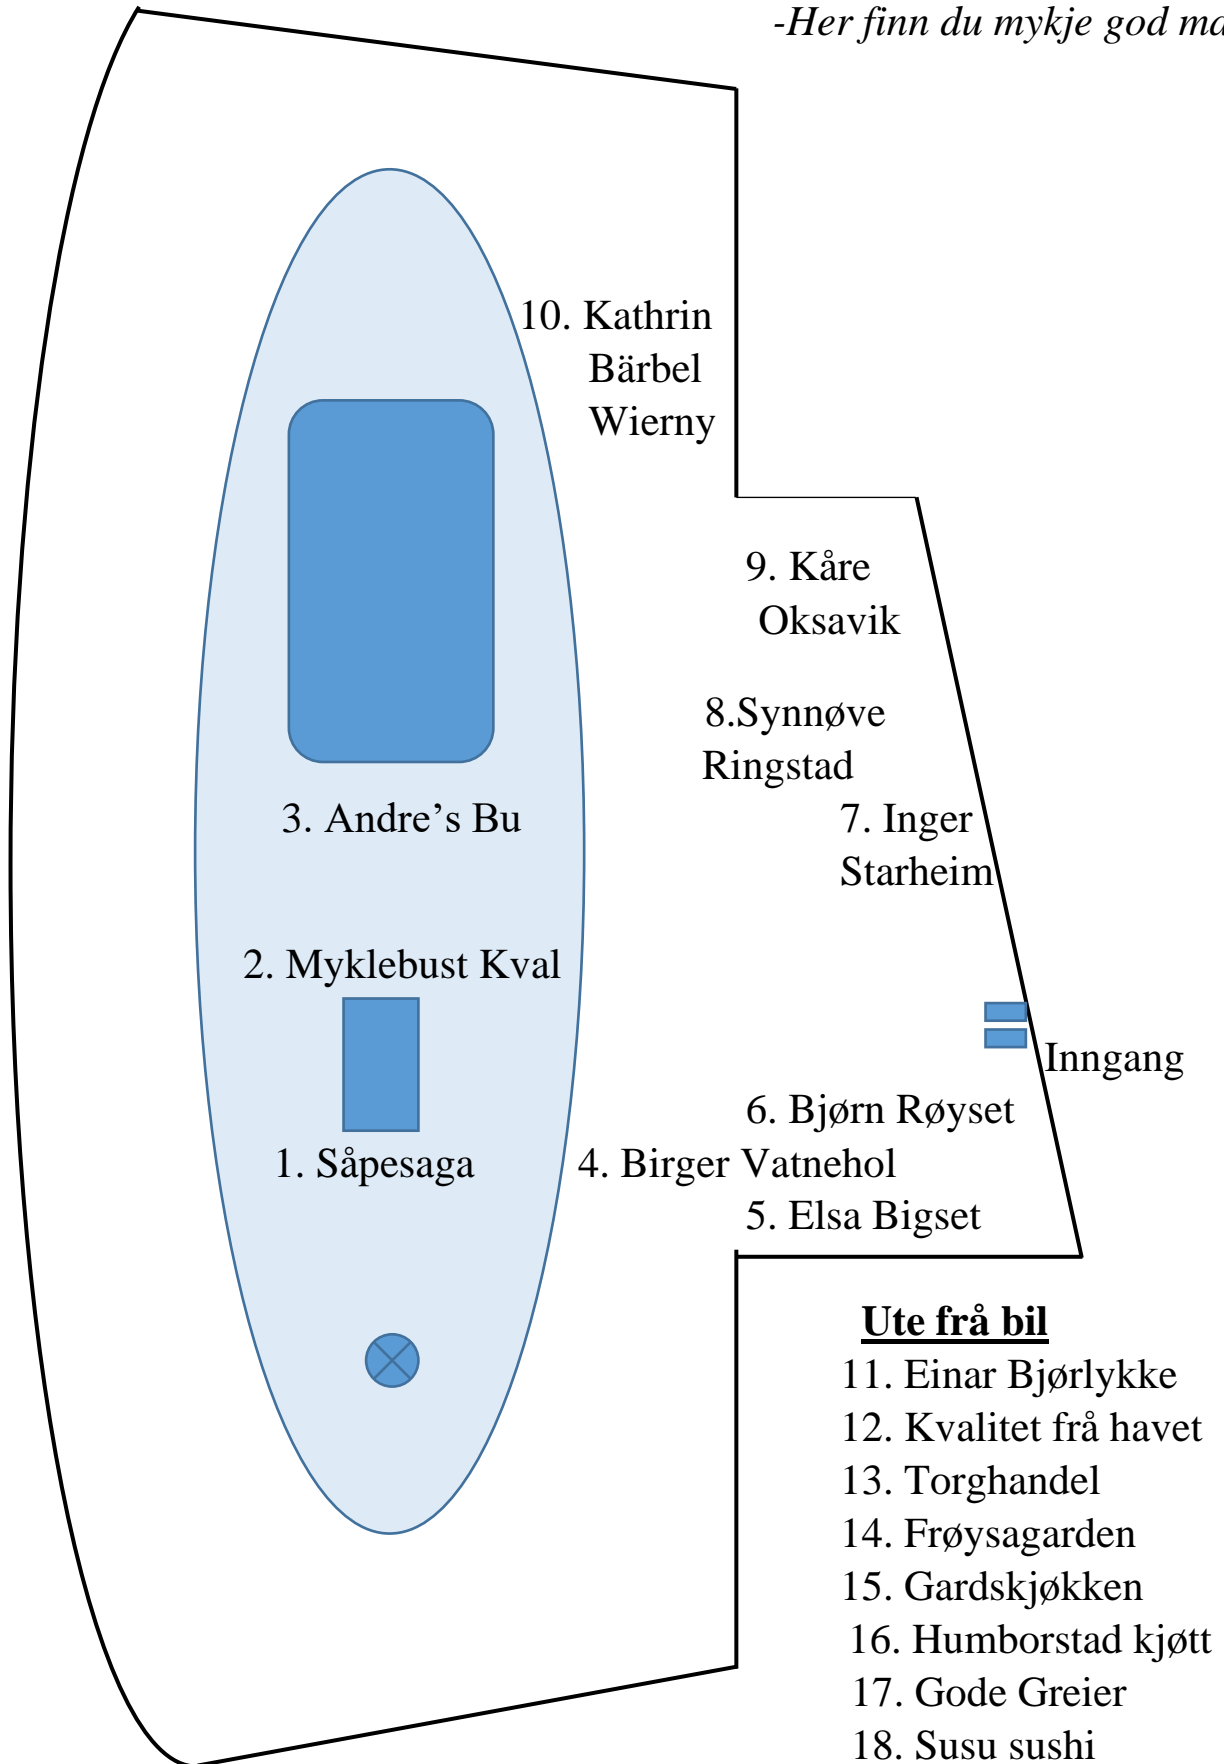 -Her finn du mykje god
10. Kathrin
Bärbel
Wierny
9. Kåre
Oksavik
8.Synnøve
Ringstad
7. Inger
Starheim
3. Andre’s Bu
2. Myklebust Kval
Inngang
6. Bjørn Røyset
1. Såpesaga
4. Birger Vatnehol
5. Elsa Bigset
Ute frå bil
11. Einar Bjørlykke
12. Kvalitet frå havet
13. Torghandel
14. Frøysagarden
15. Gardskjøkken
16. Humborstad kjøtt
17. Gode Greier
18. Susu sushi